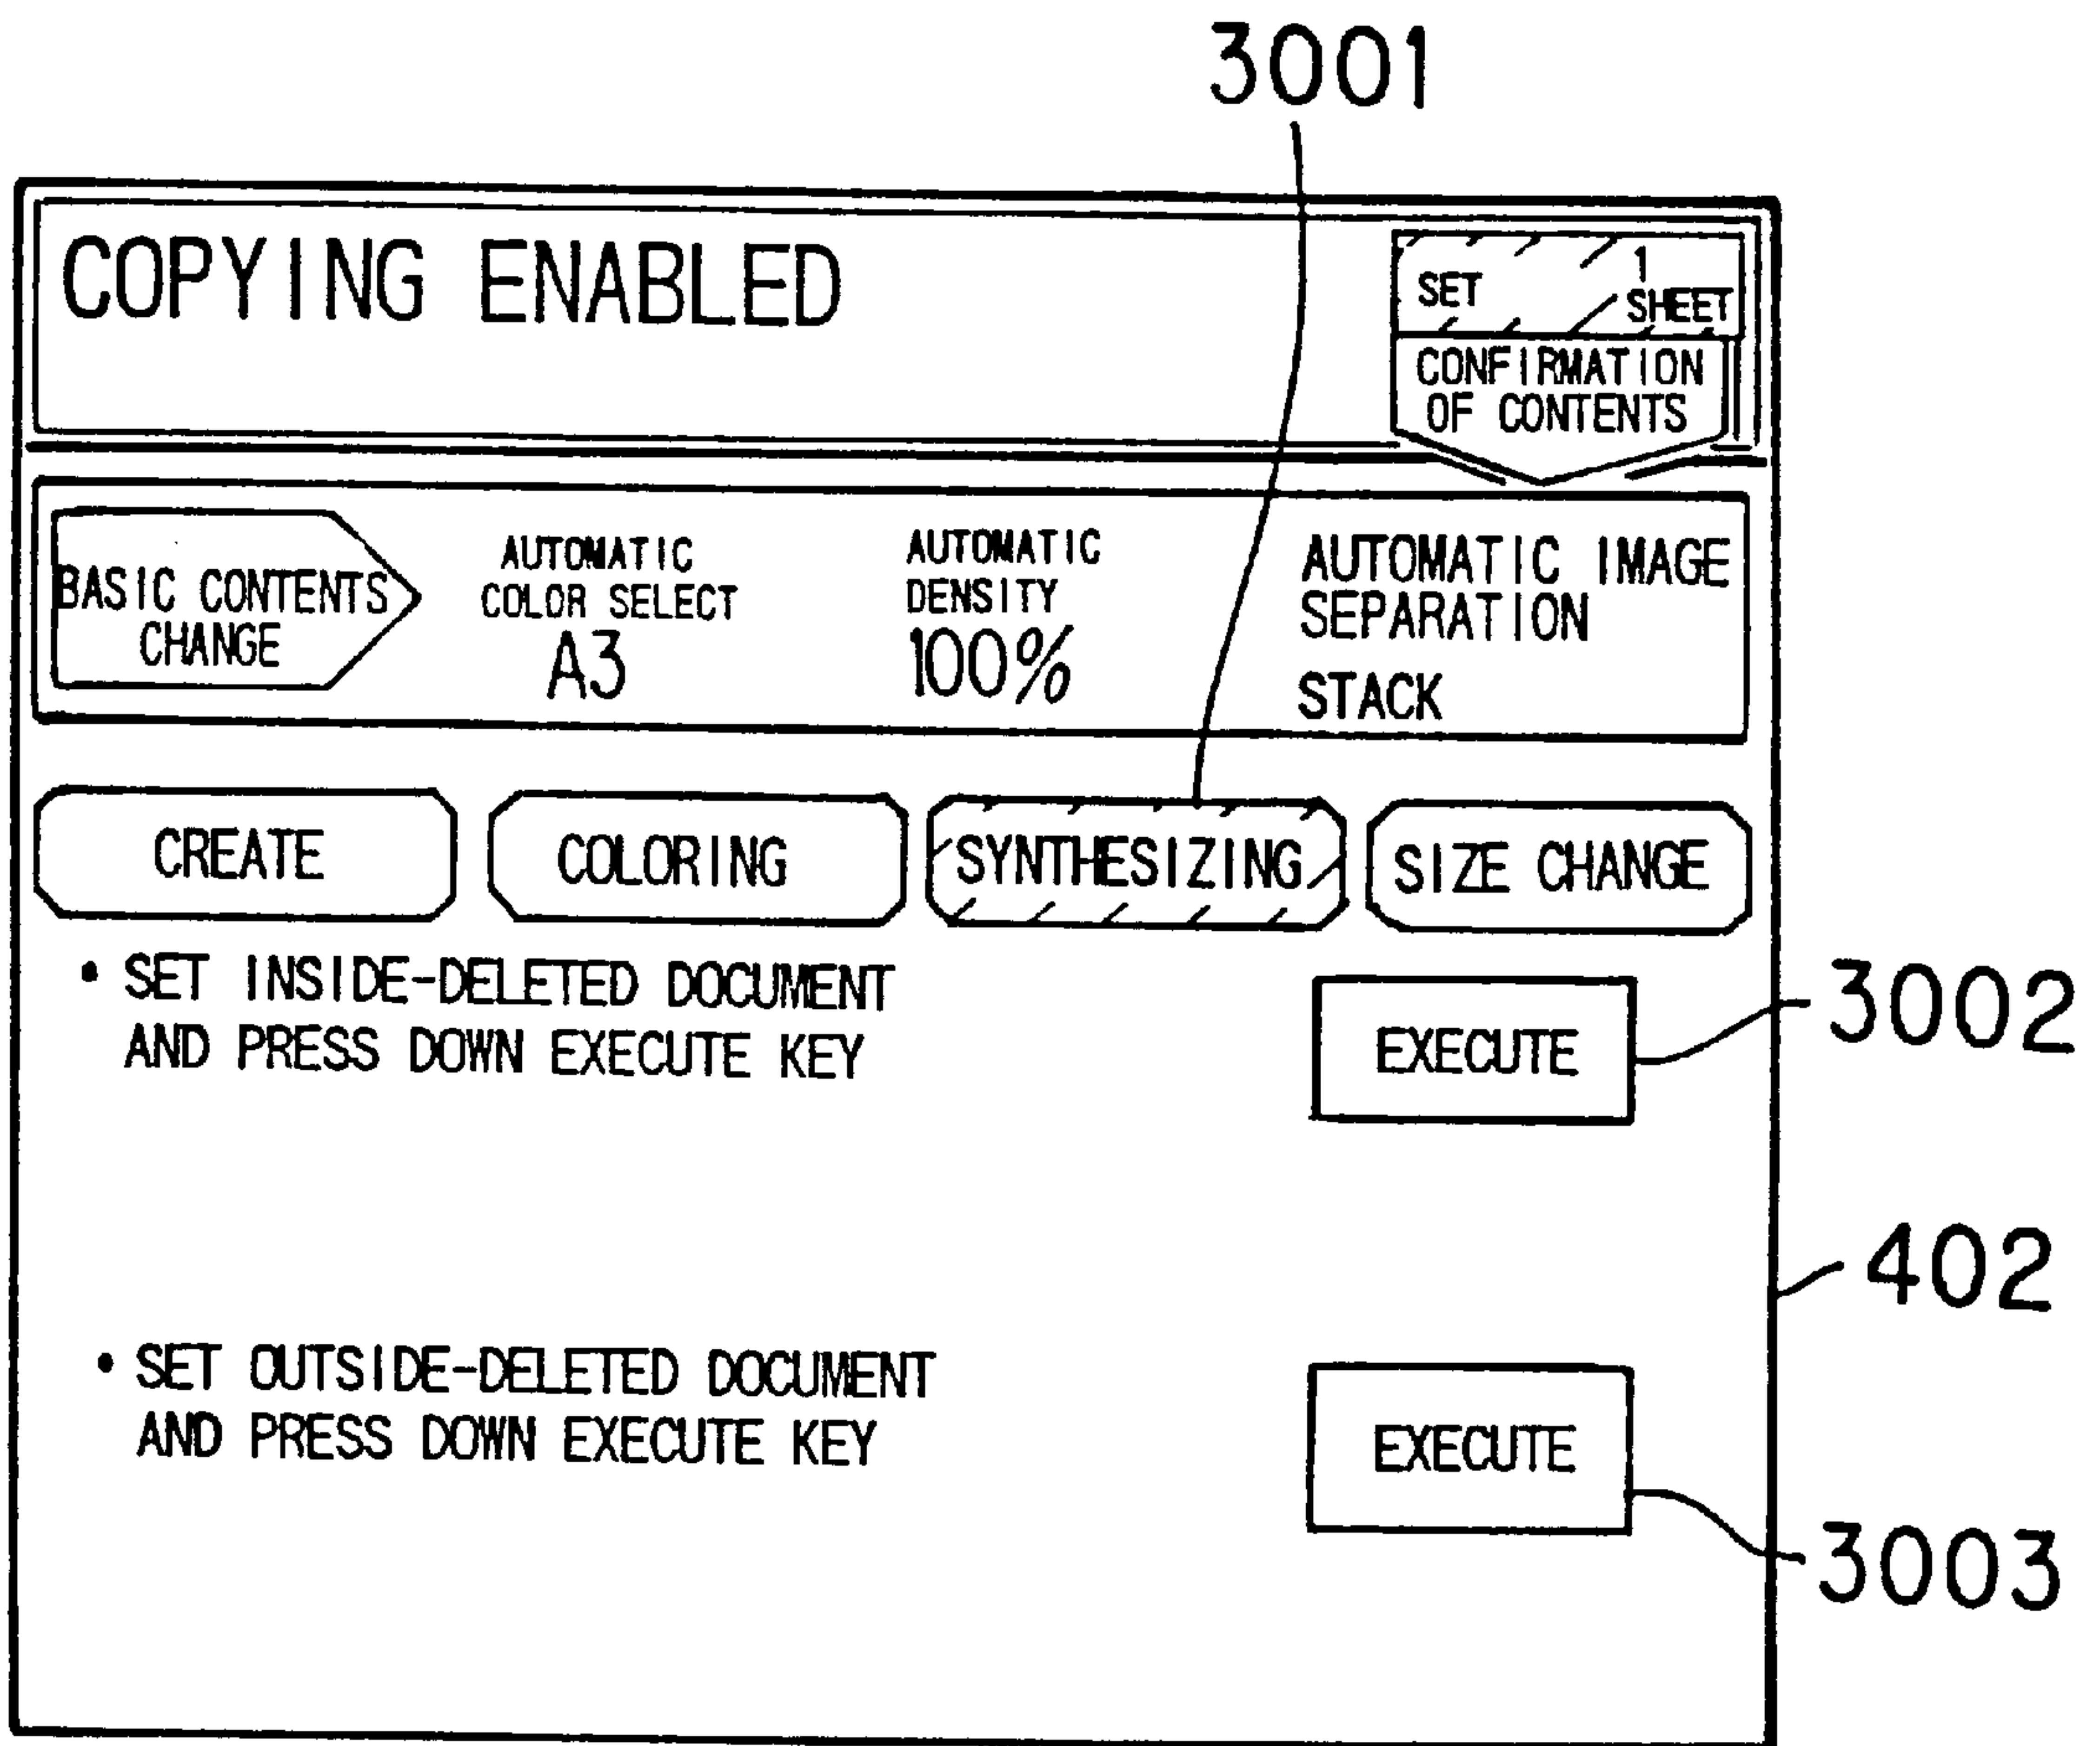 3001
COPYING ENABLED
SET 1 SHEET
CONFIRMATION
OF CONTENTS
BASIC CONTENTS
CHANGE
AUTOMATIC
COLOR SELECT
A3
AUTOMATIC
DENSITY
100%
AUTOMATIC IMAGE
SEPARATION
STACK
CREATE
COLORING
SYNTHESIZING
SIZE CHANGE
• SET INSIDE-DELETED DOCUMENT
AND PRESS DOWN EXECUTE KEY
EXECUTE
3002
402
• SET OUTSIDE-DELETED DOCUMENT
AND PRESS DOWN EXECUTE KEY
EXECUTE
3003